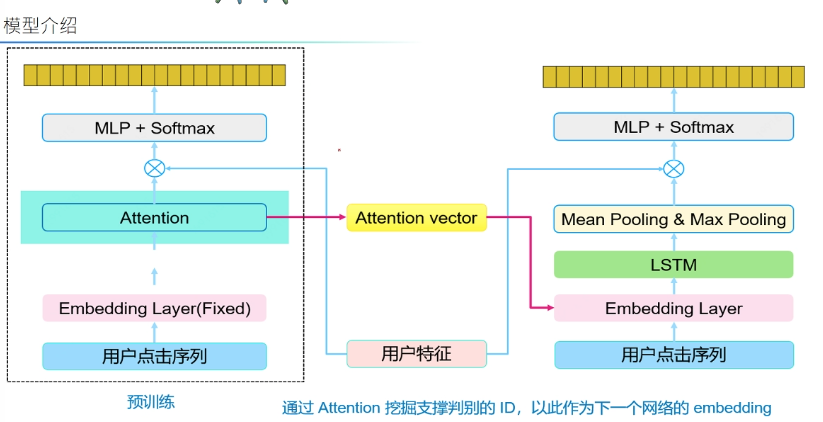 模型介绍
MLP + Softmax
MLP + Softmax
Attention
Attention vector
Mean Pooling & Max Pooling
LSTM
Embedding Layer(Fixed)
Embedding Layer
用户点击序列
用户特征
用户点击序列
预训练
通过 Attention 挖掘支撑判别的 ID，以此作为下一个网络的 embedding